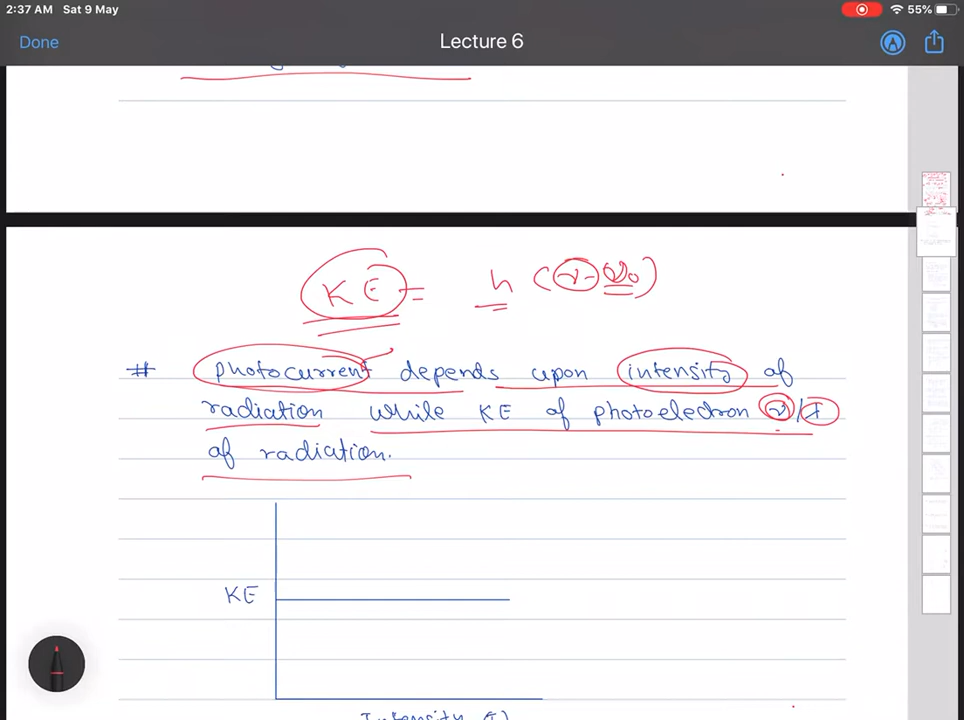 2:37 AM Sat 9 May
55%
Done
Lecture 6
KE = h (ν-ν₀)
# photocurrent depends upon intensity of
radiation while KE of photoelectron ν/I
of radiation.
KE
Intensity (I)